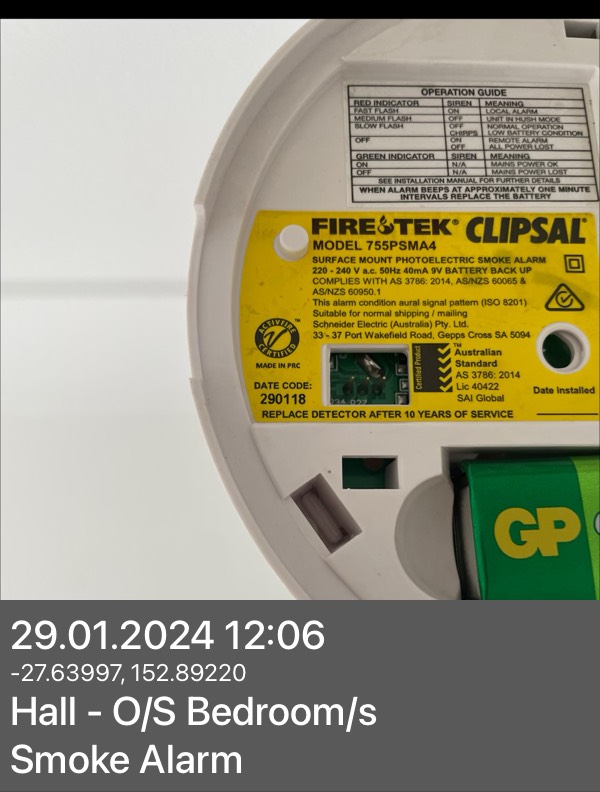 OPERATION GUIDE
RED INDICATOR SIREN MEANING
FAST FLASH ON LOCAL ALARM
MEDIUM FLASH OFF UNIT IN HUSH MODE
SLOW FLASH OFF NORMAL OPERATION
CHIRPS LOW BATTERY CONDITION
OFF ON REMOTE ALARM
OFF ALL POWER LOST
GREEN INDICATOR SIREN MEANING
ON N/A MAINS POWER OK
OFF N/A MAINS POWER LOST
SEE INSTALLATION MANUAL FOR FURTHER DETAILS
WHEN ALARM BEEPS AT APPROXIMATELY ONE MINUTE
INTERVALS REPLACE THE BATTERY
FIRETEK® CLIPSAL®
MODEL 755PSMA4
SURFACE MOUNT PHOTOELECTRIC SMOKE ALARM
220 - 240 V a.c. 50Hz 40mA 9V BATTERY BACK UP
COMPLIES WITH AS 3786: 2014, AS/NZS 60065 &
AS/NZS 60950.1
This alarm condition aural signal pattern (ISO 8201)
Suitable for normal shipping / mailing
Schneider Electric (Australia) Pty. Ltd.
33 - 37 Port Wakefield Road, Gepps Cross SA 5094
ACTIVFIRE
CERTIFIED
™
MADE IN PRC
DATE CODE:
290118
Certified Product
™
Australian
Standard
AS 3786: 2014
Lic 40422
SAI Global
Date installed
REPLACE DETECTOR AFTER 10 YEARS OF SERVICE
GP
29.01.2024 12:06
-27.63997, 152.89220
Hall - O/S Bedroom/s
Smoke Alarm